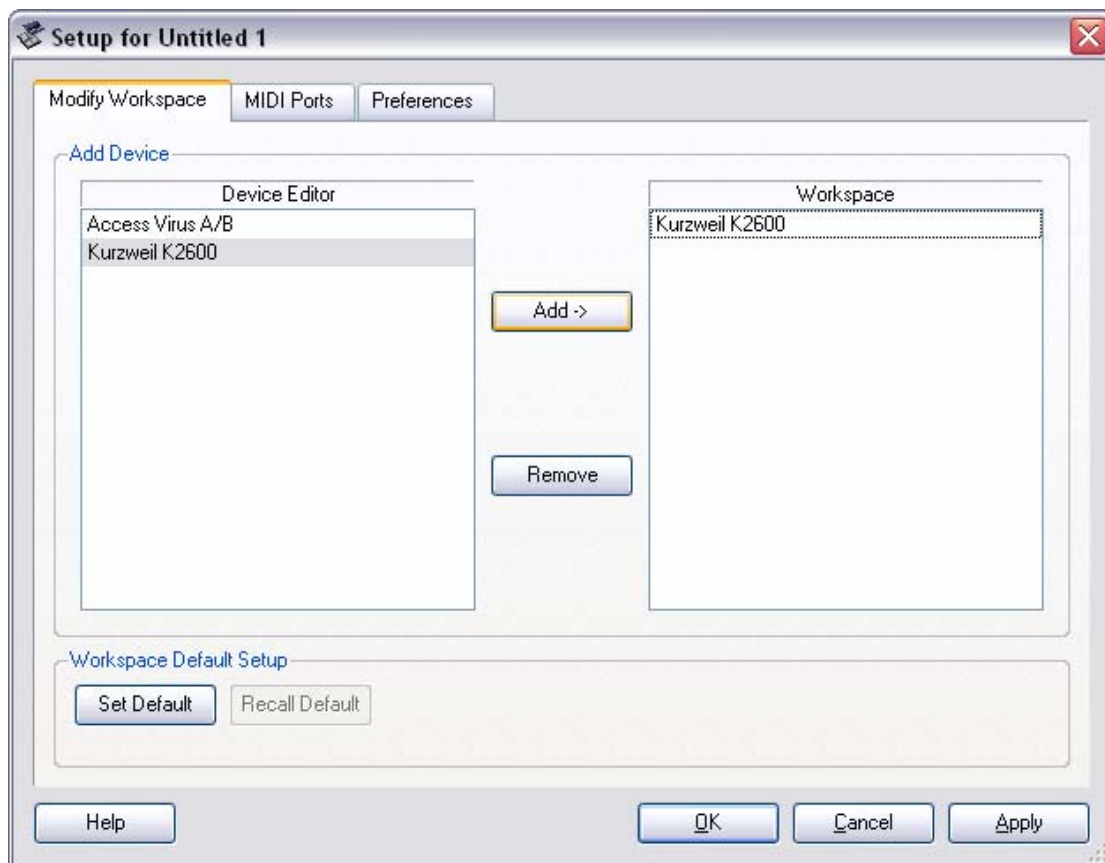 Setup for Untitled 1
Modify Workspace MIDI Ports Preferences
Add Device
Device Editor Workspace
Access Virus A/B Kurzweil K2600
Kurzweil K2600
Add ->
Remove
Workspace Default Setup
Set Default Recall Default
Help OK Cancel Apply